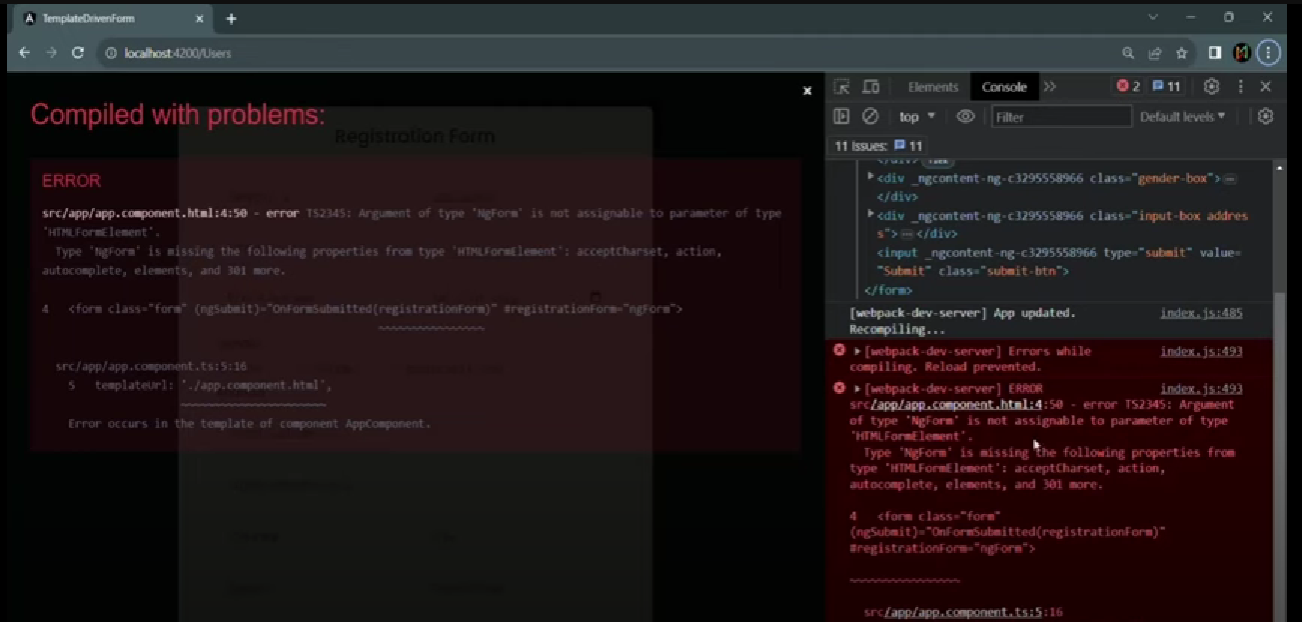 TemplateDrivenForm
localhost:4200/Users
Compiled with problems:
Registration Form
ERROR
src/app/app.component.html:4:50 - error TS2345: Argument of type 'NgForm' is not assignable to parameter of type
'HTMLFormElement'.
Type 'NgForm' is missing the following properties from type 'HTMLFormElement': acceptCharset, action,
autocomplete, elements, and 301 more.
4 <form class="form" (ngSubmit)="OnFormSubmitted(registrationForm)" #registrationForm="ngForm">
~~~~~~~~~~~~~~~~
src/app/app.component.ts:5:16
5 templateUrl: './app.component.html',
~~~~~~~~~~~~~~~~~~~~~~
Error occurs in the template of component AppComponent.
Elements Console 2 11
top Filter Default levels
11 Issues: 11
</div> flex
<div _ngcontent-ng-c3295558966 class="gender-box">
</div>
<div _ngcontent-ng-c3295558966 class="input-box addres
s"> </div>
<input _ngcontent-ng-c3295558966 type="submit" value=
"Submit" class="submit-btn">
</form>
[webpack-dev-server] App updated. index.js:485
Recompiling...
[webpack-dev-server] Errors while index.js:493
compiling. Reload prevented.
[webpack-dev-server] ERROR index.js:493
src/app/app.component.html:4:50 - error TS2345: Argument
of type 'NgForm' is not assignable to parameter of type
'HTMLFormElement'.
Type 'NgForm' is missing the following properties from
type 'HTMLFormElement': acceptCharset, action,
autocomplete, elements, and 301 more.
4 <form class="form"
(ngSubmit)="OnFormSubmitted(registrationForm)"
#registrationForm="ngForm">
~~~~~~~~~~~~~~~~
src/app/app.component.ts:5:16